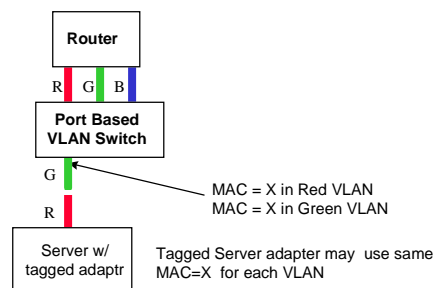 Router
R G B
Port Based
VLAN Switch
G
MAC = X in Red VLAN
MAC = X in Green VLAN
R
Server w/
tagged adaptr
Tagged Server adapter may use same
MAC=X for each VLAN